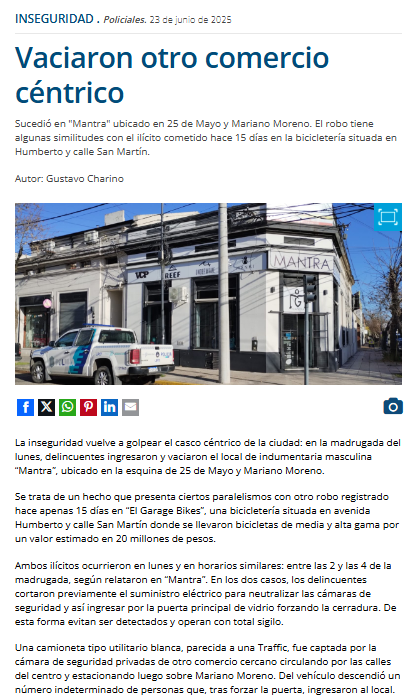 INSEGURIDAD . Policiales. 23 de junio de 2025
Vaciaron otro comercio
céntrico
Sucedió en "Mantra" ubicado en 25 de Mayo y Mariano Moreno. El robo tiene
algunas similitudes con el ilícito cometido hace 15 días en la bicicletería situada en
Humberto y calle San Martín.
Autor: Gustavo Charino
VCP
REEF
MANTRA
La inseguridad vuelve a golpear el casco céntrico de la ciudad: en la madrugada del
lunes, delincuentes ingresaron y vaciaron el local de indumentaria masculina
“Mantra”, ubicado en la esquina de 25 de Mayo y Mariano Moreno.
Se trata de un hecho que presenta ciertos paralelismos con otro robo registrado
hace apenas 15 días en “El Garage Bikes”, una bicicletería situada en avenida
Humberto y calle San Martín donde se llevaron bicicletas de media y alta gama por
un valor estimado en 20 millones de pesos.
Ambos ilícitos ocurrieron en lunes y en horarios similares: entre las 2 y las 4 de la
madrugada, según relataron en “Mantra”. En los dos casos, los delincuentes
cortaron previamente el suministro eléctrico para neutralizar las cámaras de
seguridad y así ingresar por la puerta principal de vidrio forzando la cerradura. De
esta forma evitan ser detectados y operan con total sigilo.
Una camioneta tipo utilitario blanca, parecida a una Traffic, fue captada por la
cámara de seguridad privadas de otro comercio cercano circulando por las calles
del centro y estacionando luego sobre Mariano Moreno. Del vehículo descendió un
número indeterminado de personas que, tras forzar la puerta, ingresaron al local.